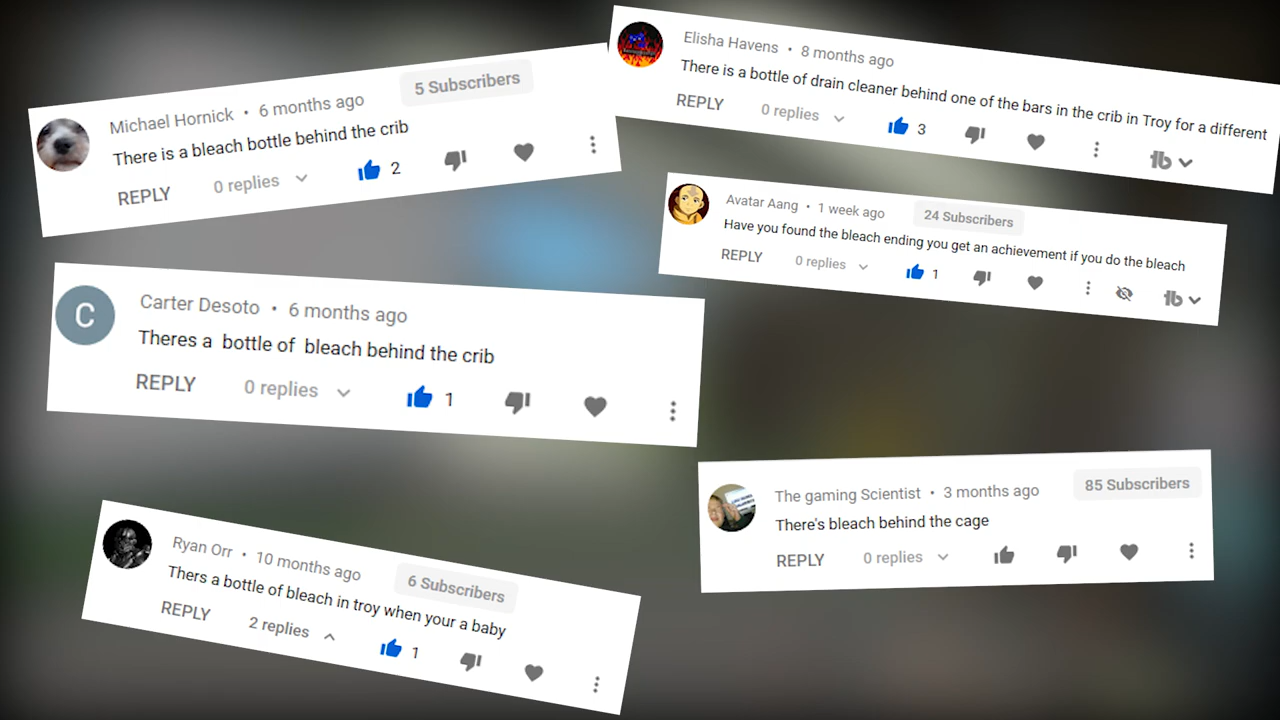 Michael Hornick • 6 months ago 5 Subscribers
There is a bleach bottle behind the crib
REPLY 0 replies 2
Elisha Havens • 8 months ago
There is a bottle of drain cleaner behind one of the bars in the crib in Troy for a different
REPLY 0 replies 3
Avatar Aang • 1 week ago 24 Subscribers
Have you found the bleach ending you get an achievement if you do the bleach
REPLY 0 replies 1
C
Carter Desoto • 6 months ago
Theres a bottle of bleach behind the crib
REPLY 0 replies 1
The gaming Scientist • 3 months ago 85 Subscribers
There's bleach behind the cage
REPLY 0 replies
Ryan Orr • 10 months ago 6 Subscribers
Thers a bottle of bleach in troy when your a baby
REPLY 2 replies 1